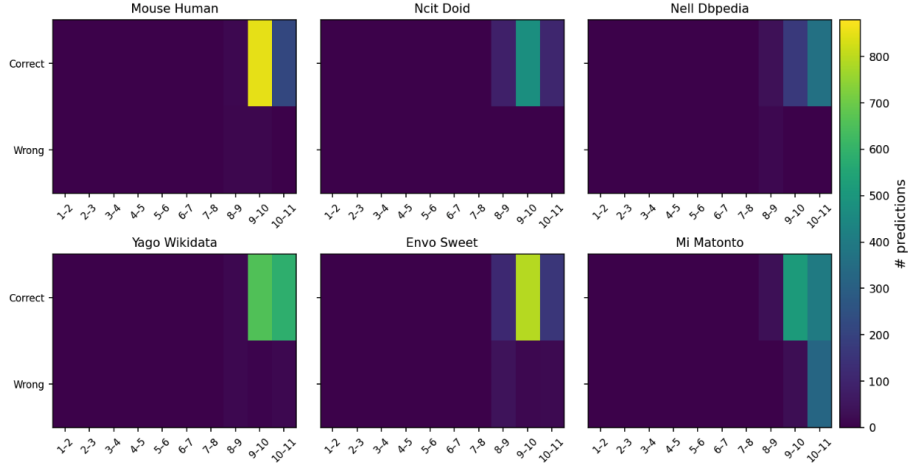 Mouse Human
Ncit Doid
Nell Dbpedia
Correct
Wrong
1-2 2-3 3-4 4-5 5-6 6-7 7-8 8-9 9-10 10-11
1-2 2-3 3-4 4-5 5-6 6-7 7-8 8-9 9-10 10-11
1-2 2-3 3-4 4-5 5-6 6-7 7-8 8-9 9-10 10-11
Yago Wikidata
Envo Sweet
Mi Matonto
Correct
Wrong
1-2 2-3 3-4 4-5 5-6 6-7 7-8 8-9 9-10 10-11
1-2 2-3 3-4 4-5 5-6 6-7 7-8 8-9 9-10 10-11
1-2 2-3 3-4 4-5 5-6 6-7 7-8 8-9 9-10 10-11
800
700
600
500
400
300
200
100
0
# predictions